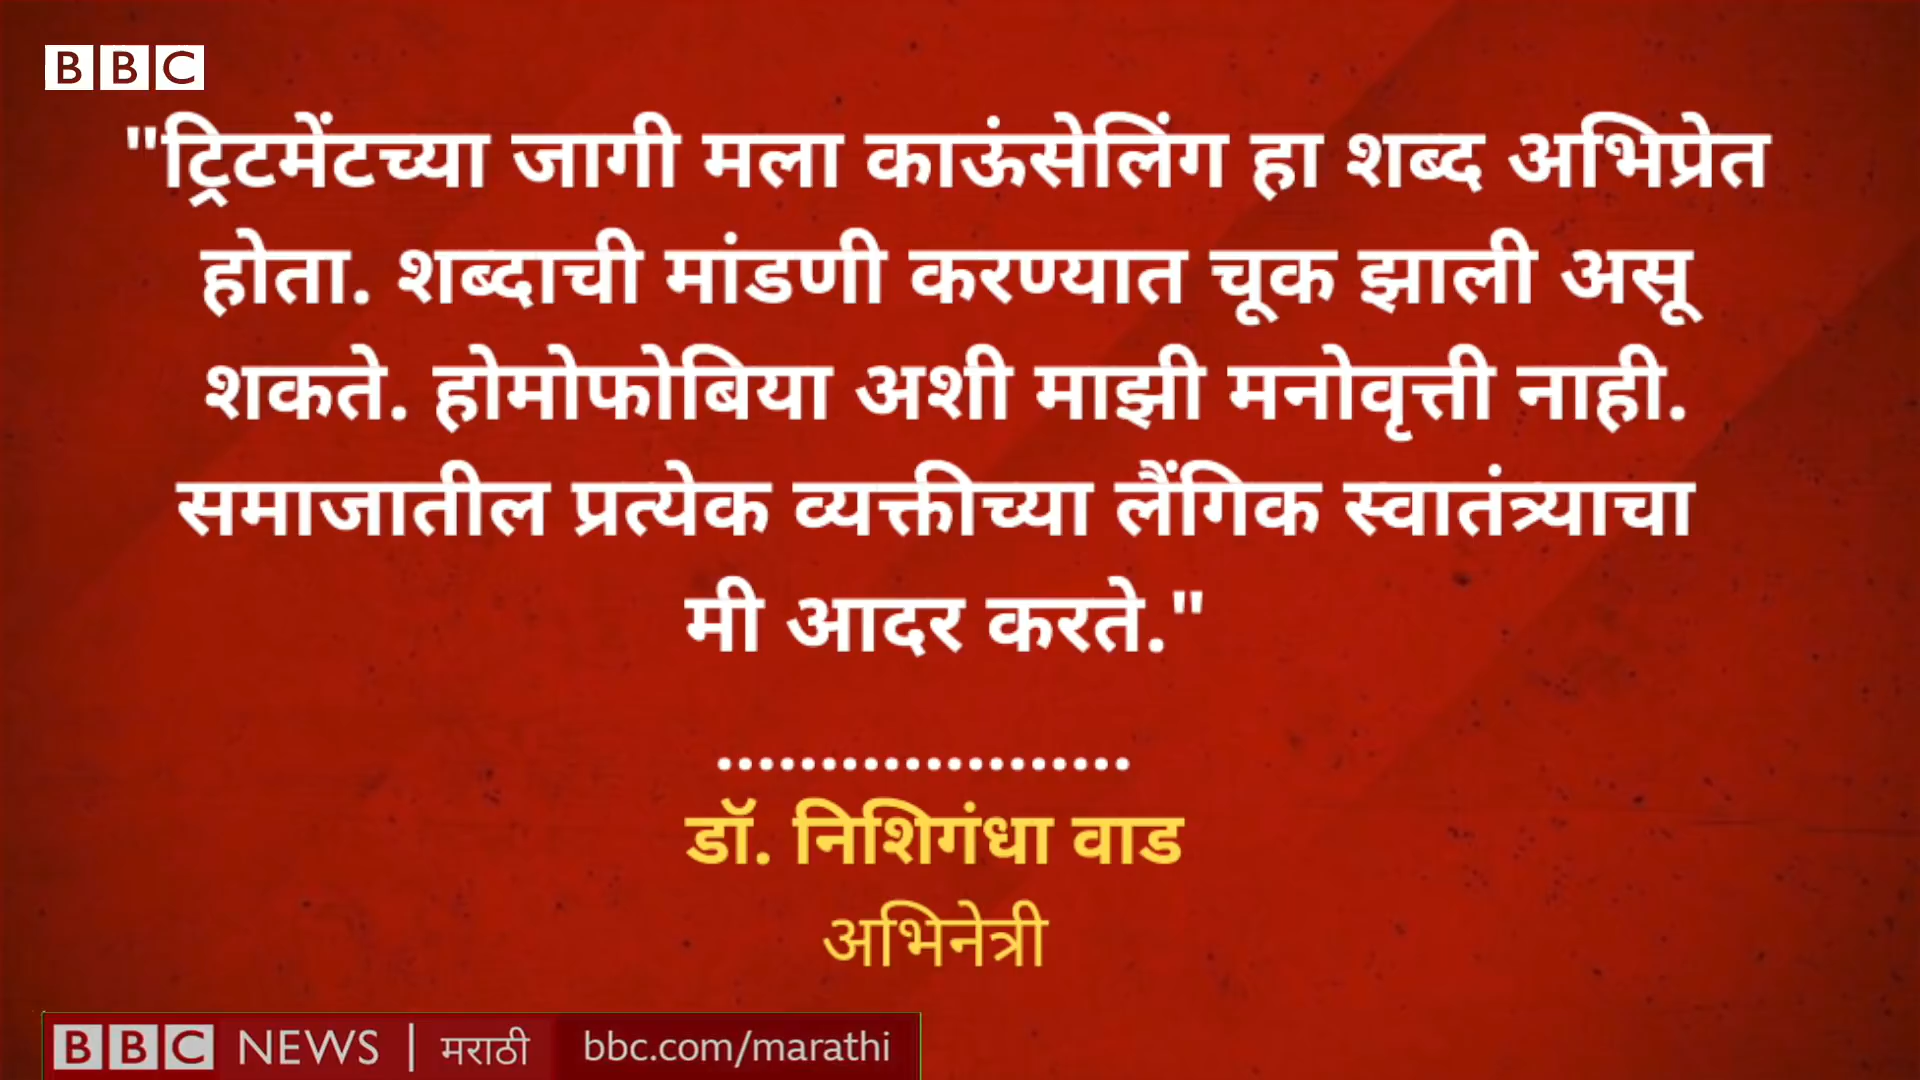 BBC
"ट्रिटमेंटच्या जागी मला काऊंसेलिंग हा शब्द अभिप्रेत
होता. शब्दाची मांडणी करण्यात चूक झाली असू
शकते. होमोफोबिया अशी माझी मनोवृत्ती नाही.
समाजातील प्रत्येक व्यक्तीच्या लैंगिक स्वातंत्र्याचा
मी आदर करते."
....................
डॉ. निशिगंधा वाड
अभिनेत्री
BBC NEWS | मराठी bbc.com/marathi